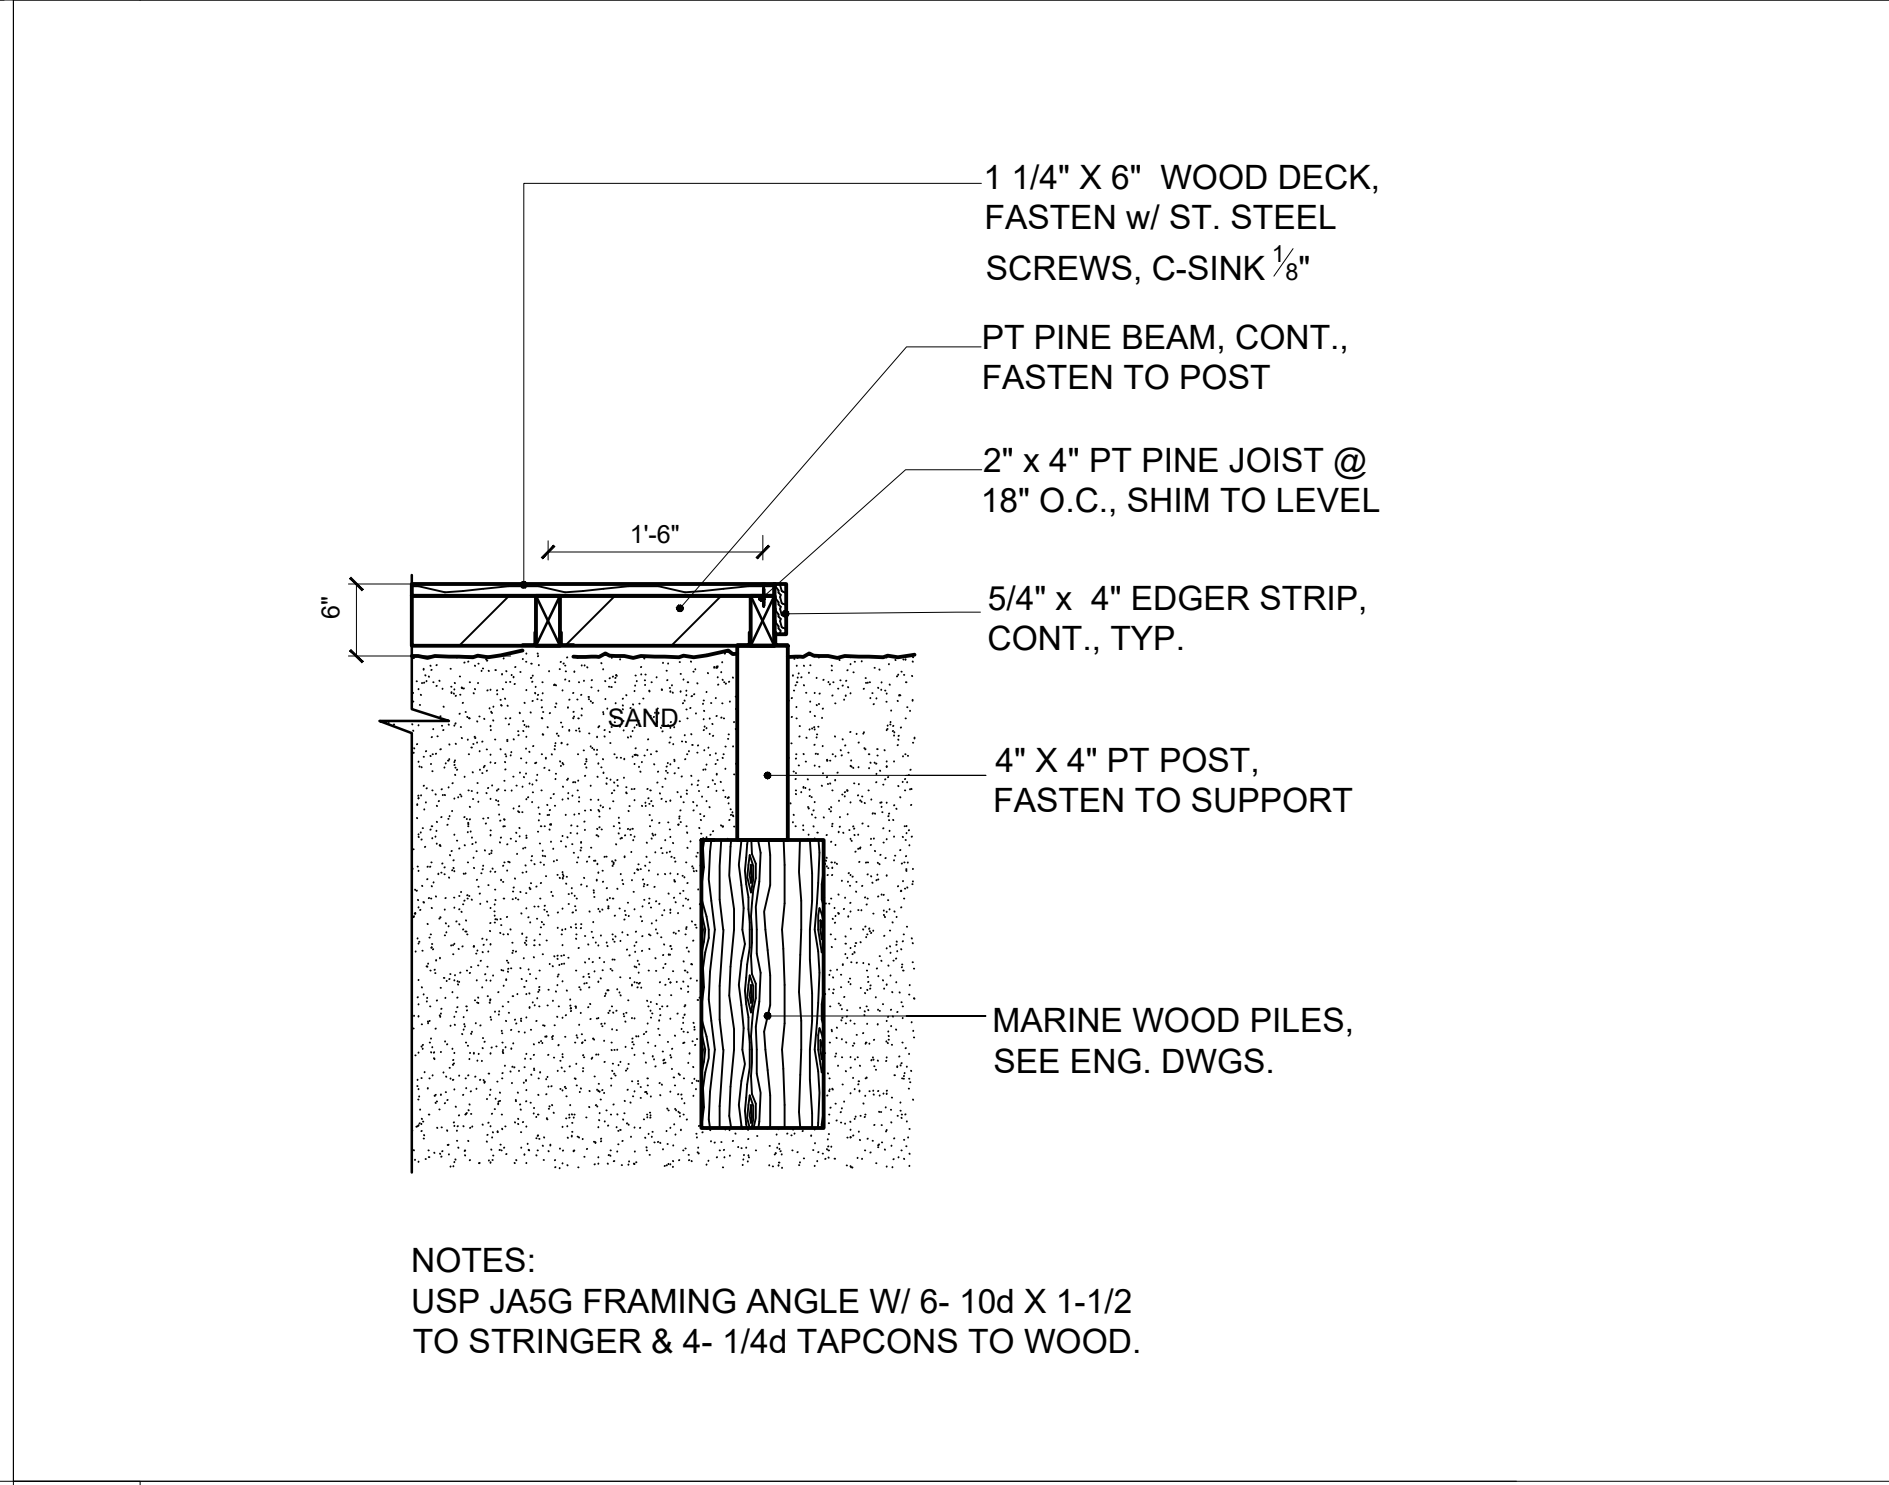 1 1/4" X 6" WOOD DECK,
FASTEN w/ ST. STEEL
SCREWS, C-SINK 1/8"
PT PINE BEAM, CONT.,
FASTEN TO POST
2" x 4" PT PINE JOIST @
18" O.C., SHIM TO LEVEL
1'-6"
6"
5/4" x 4" EDGER STRIP,
CONT., TYP.
SAND
4" X 4" PT POST,
FASTEN TO SUPPORT
MARINE WOOD PILES,
SEE ENG. DWGS.
NOTES:
USP JA5G FRAMING ANGLE W/ 6- 10d X 1-1/2
TO STRINGER & 4- 1/4d TAPCONS TO WOOD.